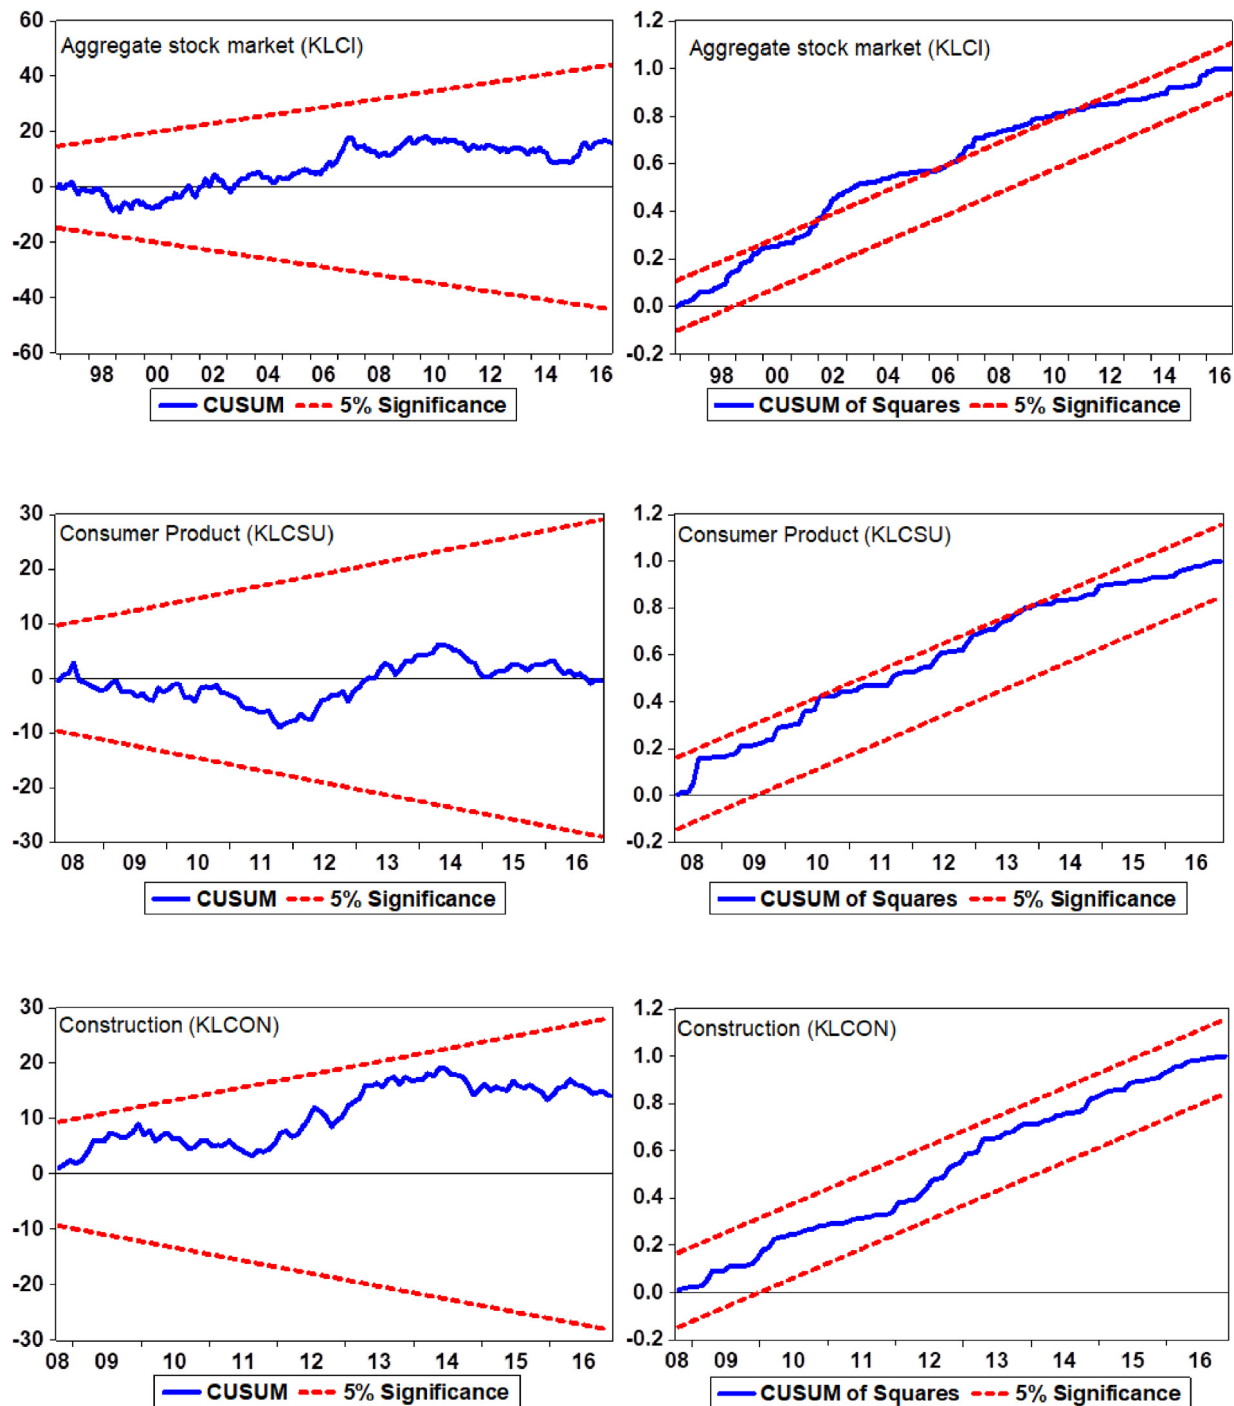 60
40
20
0
-20
-40
-60
Aggregate stock market (KLCI)
98 00 02 04 06 08 10 12 14 16
CUSUM 5% Significance
1.2
1.0
0.8
0.6
0.4
0.2
0.0
-0.2
Aggregate stock market (KLCI)
98 00 02 04 06 08 10 12 14 16
CUSUM of Squares 5% Significance
30
20
10
0
-10
-20
-30
Consumer Product (KLCSU)
08 09 10 11 12 13 14 15 16
CUSUM 5% Significance
1.2
1.0
0.8
0.6
0.4
0.2
0.0
-0.2
Consumer Product (KLCSU)
08 09 10 11 12 13 14 15 16
CUSUM of Squares 5% Significance
30
20
10
0
-10
-20
-30
Construction (KLCON)
08 09 10 11 12 13 14 15 16
CUSUM 5% Significance
1.2
1.0
0.8
0.6
0.4
0.2
0.0
-0.2
Construction (KLCON)
08 09 10 11 12 13 14 15 16
CUSUM of Squares 5% Significance